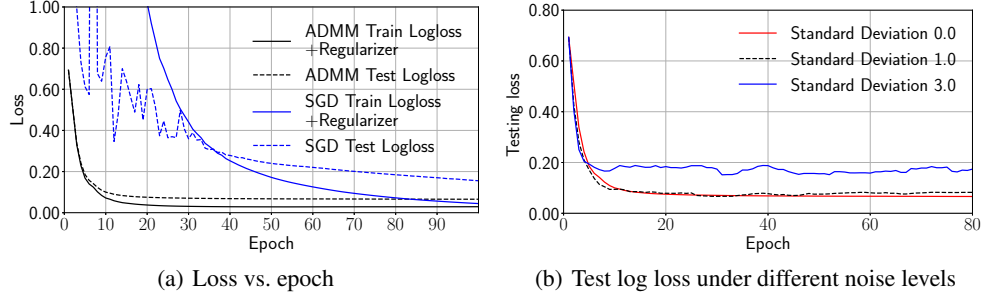 1.00
0.80
0.60
0.40
0.20
0.00
Loss
0
10
20
30
40
50
60
70
80
90
Epoch
ADMM Train Logloss
+Regularizer
ADMM Test Logloss
SGD Train Logloss
+Regularizer
SGD Test Logloss
(a) Loss vs. epoch
0.80
0.60
0.40
0.20
0.00
Testing loss
0
20
40
60
80
Epoch
Standard Deviation 0.0
Standard Deviation 1.0
Standard Deviation 3.0
(b) Test log loss under different noise levels